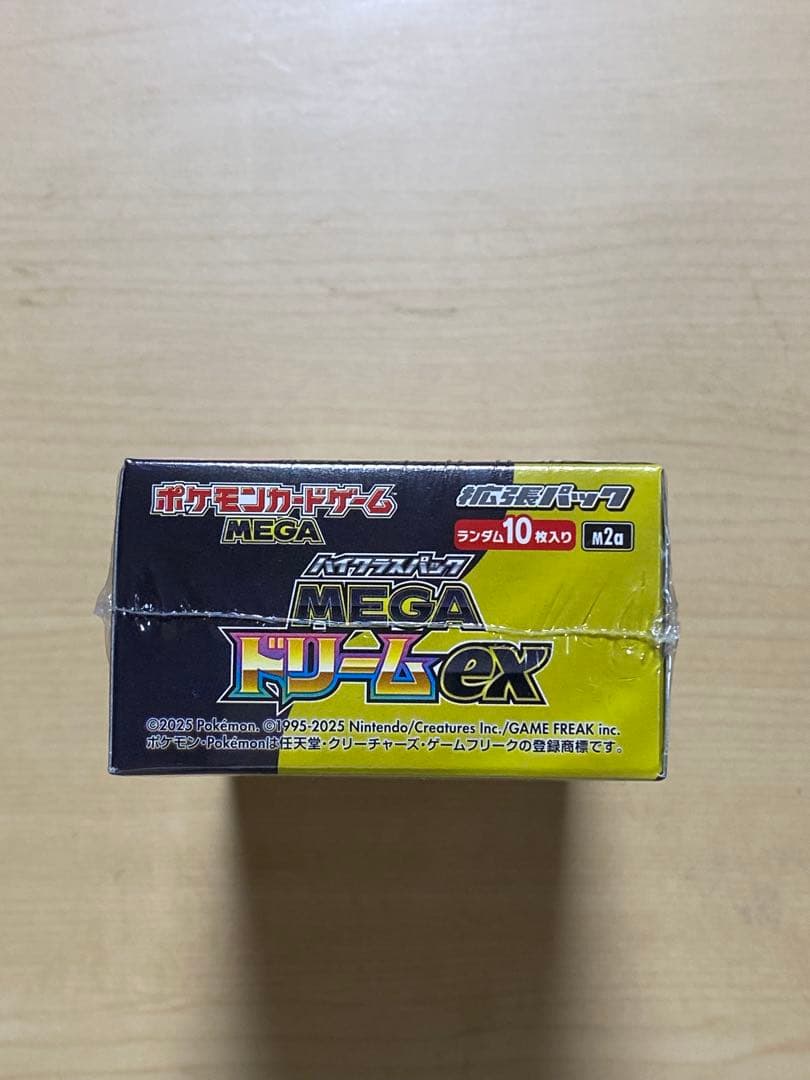 ポケモンカードゲーム
MEGA
拡張パック
ランダム10枚入り
M2a
ハイクラスパック
MEGA
ドリームex
©2025 Pokémon. ©1995-2025 Nintendo/Creatures Inc./GAME FREAK inc.
ポケモン・Pokémonは任天堂・クリーチャーズ・ゲームフリークの登録商標です。